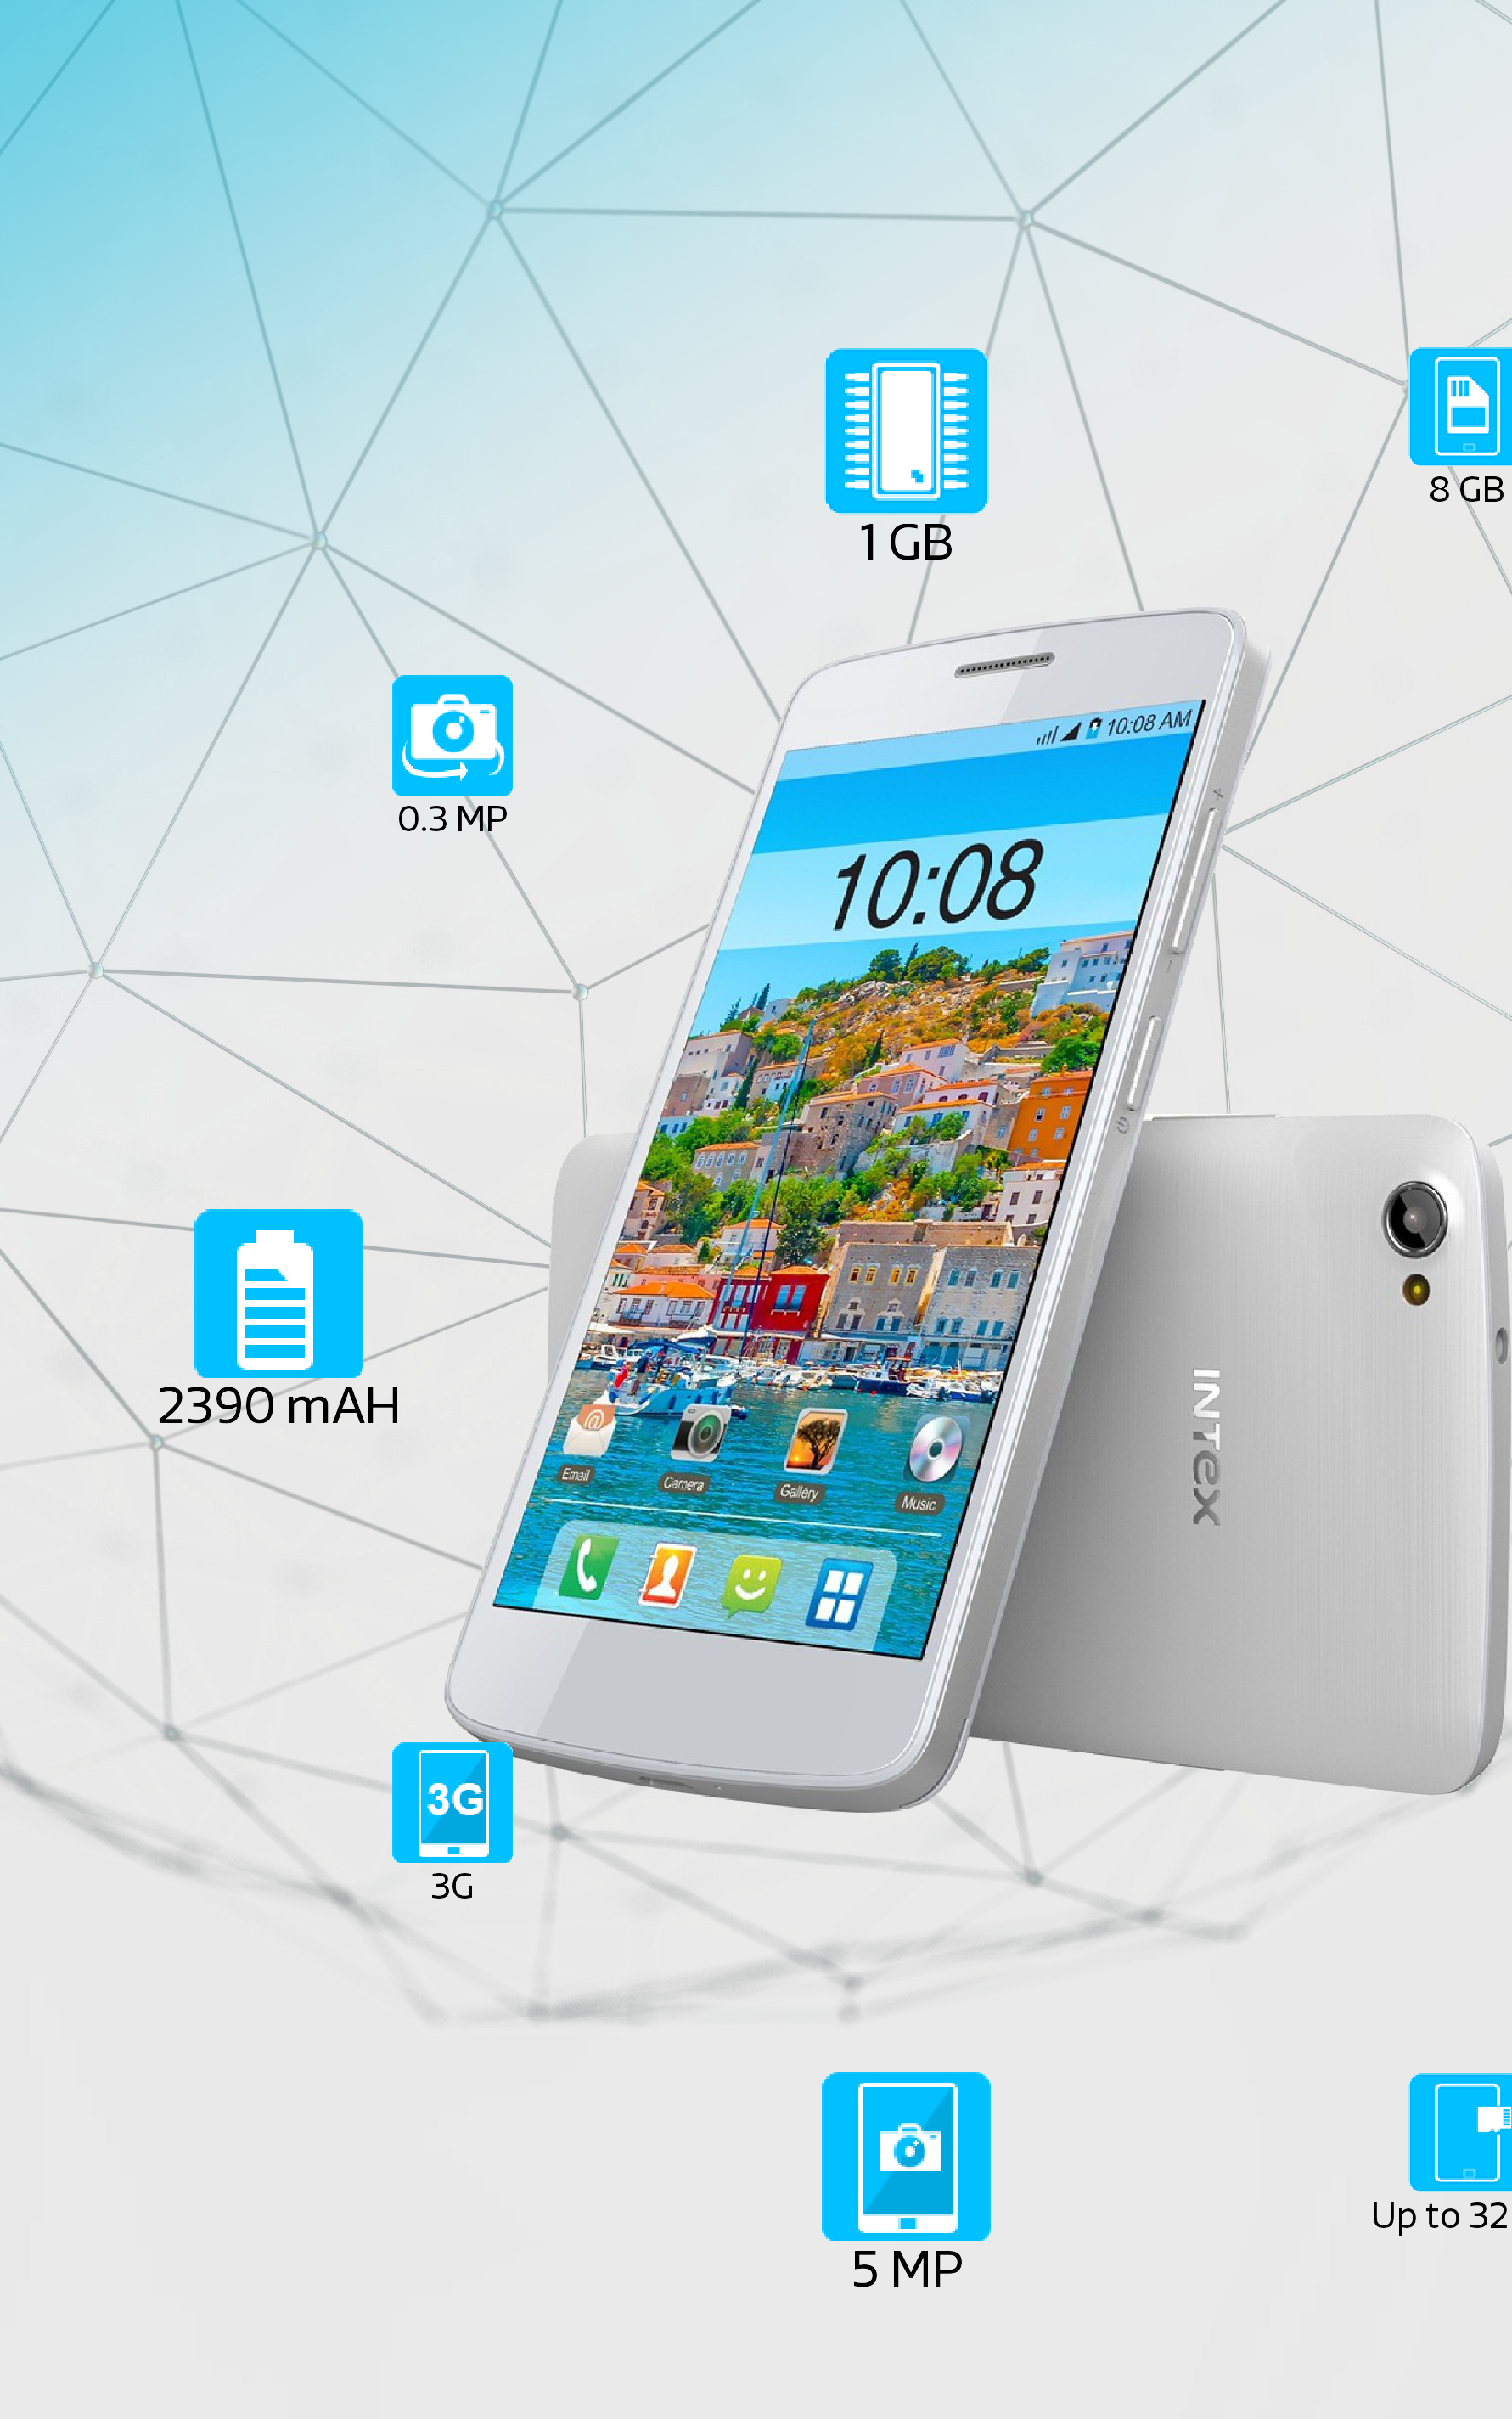 1 GB
8 GB
0.3 MP
10:08 AM
10:08
2390 mAH
INTEX
Email
Camera
Gallery
Music
3G
3G
5 MP
Up to 32